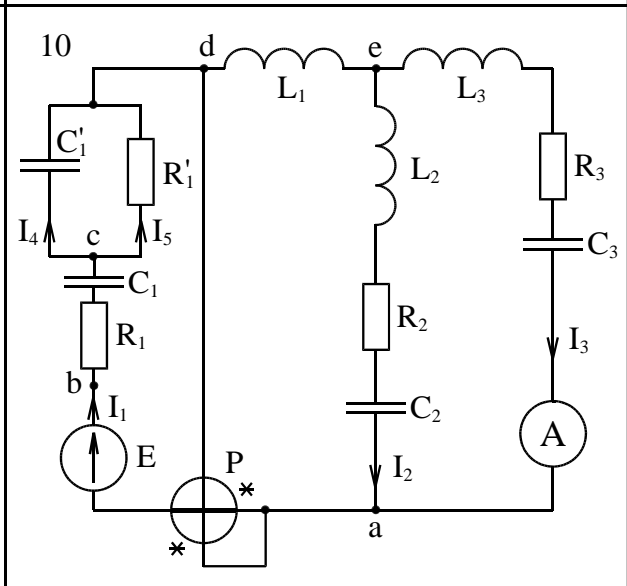 10
d
e
L₁
L₃
C'₁
R'₁
L₂
R₃
I₄
c
I₅
C₃
C₁
R₂
R₁
I₃
b
I₁
C₂
A
E
P
I₂
*
*
a